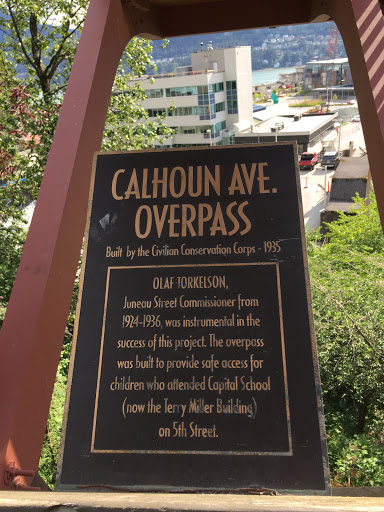 CALHOUN AVE.
OVERPASS
Built by the Civilian Conservation Corps - 1935
OLAF TORKELSON,
Juneau Street Commissioner from
1924-1936, was instrumental in the
success of this project. The overpass
was built to provide safe access for
children who attended Capital School
(now the Terry Miller Building)
on 5th Street.